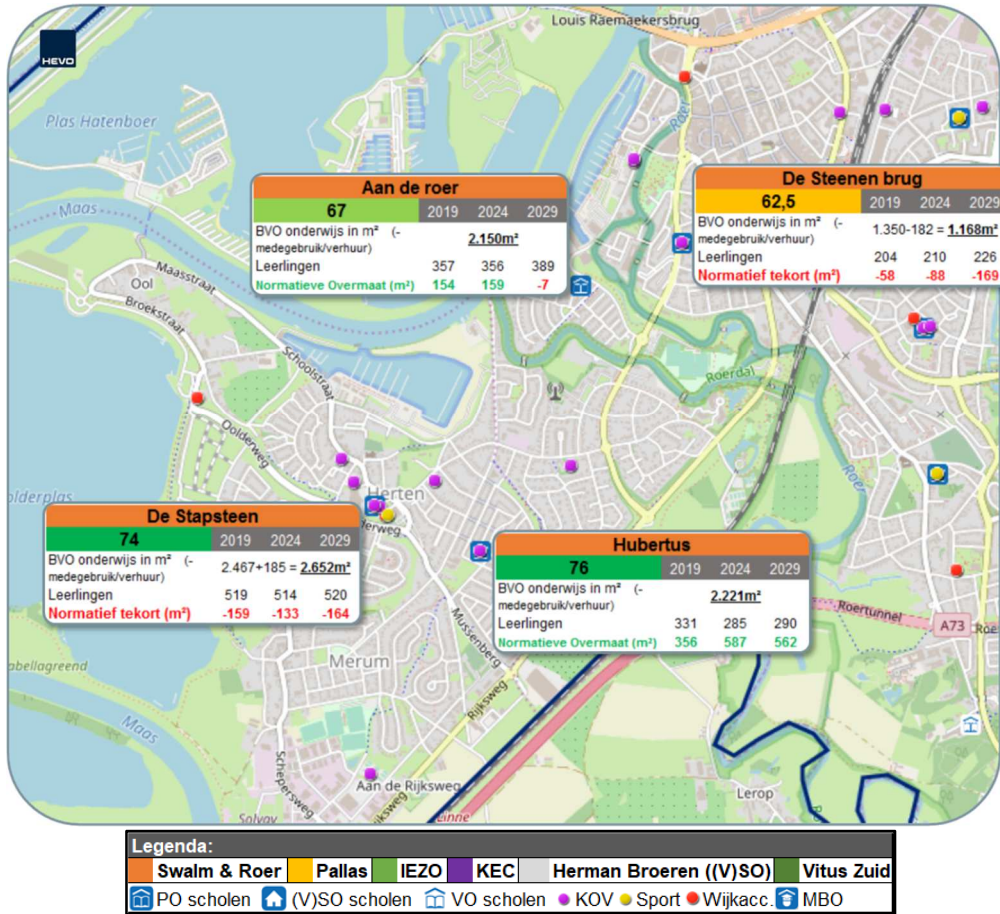 HEVO
Louis Raemaekersbrug
Plas Hatenboer
Roer
Maas
Maasstraat
Ool
Broekstraat
Schoolstraat
Aan de roer
67 2019 2024 2029
BVO onderwijs in m² (-
medegebruik/verhuur) 2.150m²
Leerlingen 357 356 389
Normatieve Overmaat (m²) 154 159 -7
De Steenen brug
62,5 2019 2024 2029
BVO onderwijs in m² (-
medegebruik/verhuur) 1.350-182 = 1.168m²
Leerlingen 204 210 226
Normatief tekort (m²) -58 -88 -169
Roerdal
Roer
Oolderweg
olderplas
Herten
derweg
De Stapsteen
74 2019 2024 2029
BVO onderwijs in m² (-
medegebruik/verhuur) 2.467+185 = 2.652m²
Leerlingen 519 514 520
Normatief tekort (m²) -159 -133 -164
Hubertus
76 2019 2024 2029
BVO onderwijs in m² (-
medegebruik/verhuur) 2.221m²
Leerlingen 331 285 290
Normatieve Overmaat (m²) 356 587 562
Roertunnel
A73
Roe
Mussenberg
Merum
Rijksweg
abellagreend
Maas
Schepersweg
Aan de Rijksweg
ksweg
Linne
Solvay
Lerop
Legenda:
Swalm & Roer Pallas IEZO KEC Herman Broeren ((V)SO) Vitus Zuid
PO scholen (V)SO scholen VO scholen KOV Sport Wijkacc. MBO